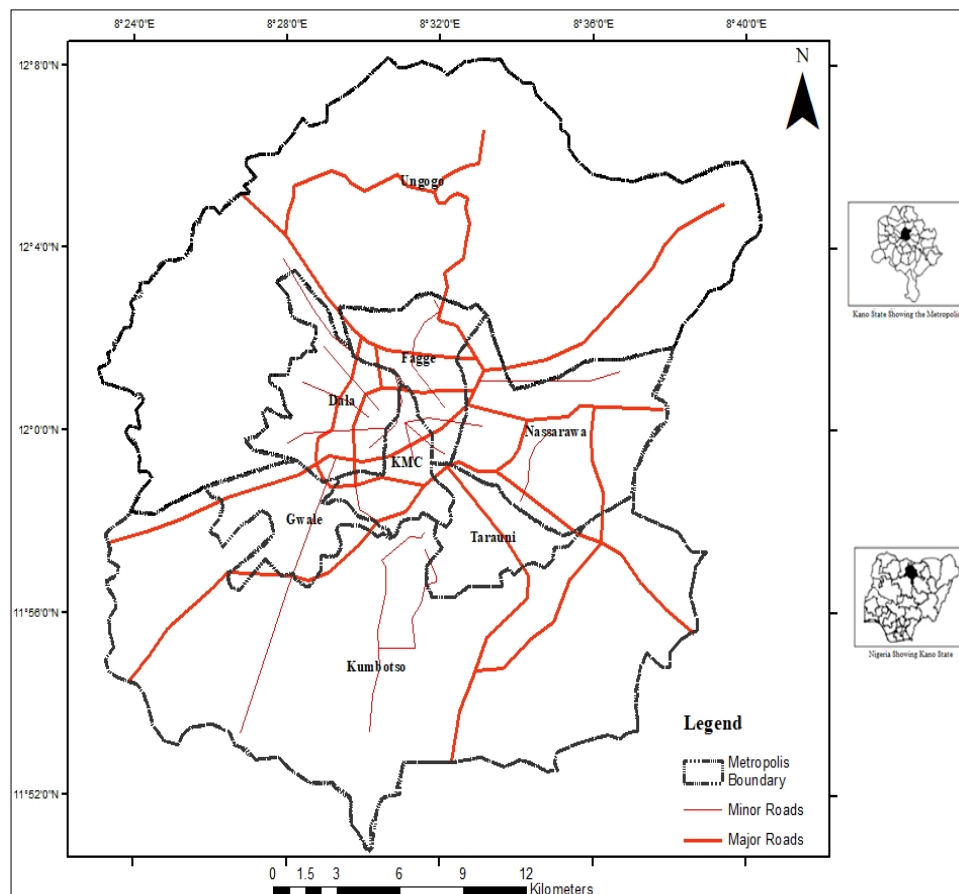 8°24'0"E 8°28'0"E 8°32'0"E 8°36'0"E 8°40'0"E
12°8'0"N
N
Ungogo
12°4'0"N
Kano State Showing the Metropolis
Fagge
Dala
12°0'0"N
Nassarawa
KMC
Gwale
Tarauni
11°56'0"N
Nigeria Showing Kano State
Kumbotso
Legend
Metropolis
Boundary
Minor Roads
11°52'0"N
Major Roads
0 1.5 3 6 9 12
Kilometers